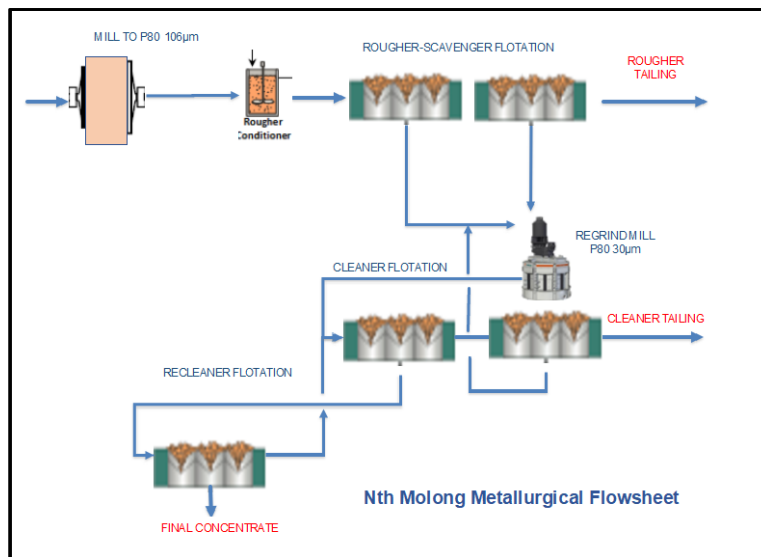 MILL TO P80 106µm
ROUGHER-SCAVENGER FLOTATION
ROUGHER
TAILING
Rougher
Conditioner
REGRIND MILL
P80 30µm
CLEANER FLOTATION
CLEANER TAILING
RECLEANER FLOTATION
Nth Molong Metallurgical Flowsheet
FINAL CONCENTRATE